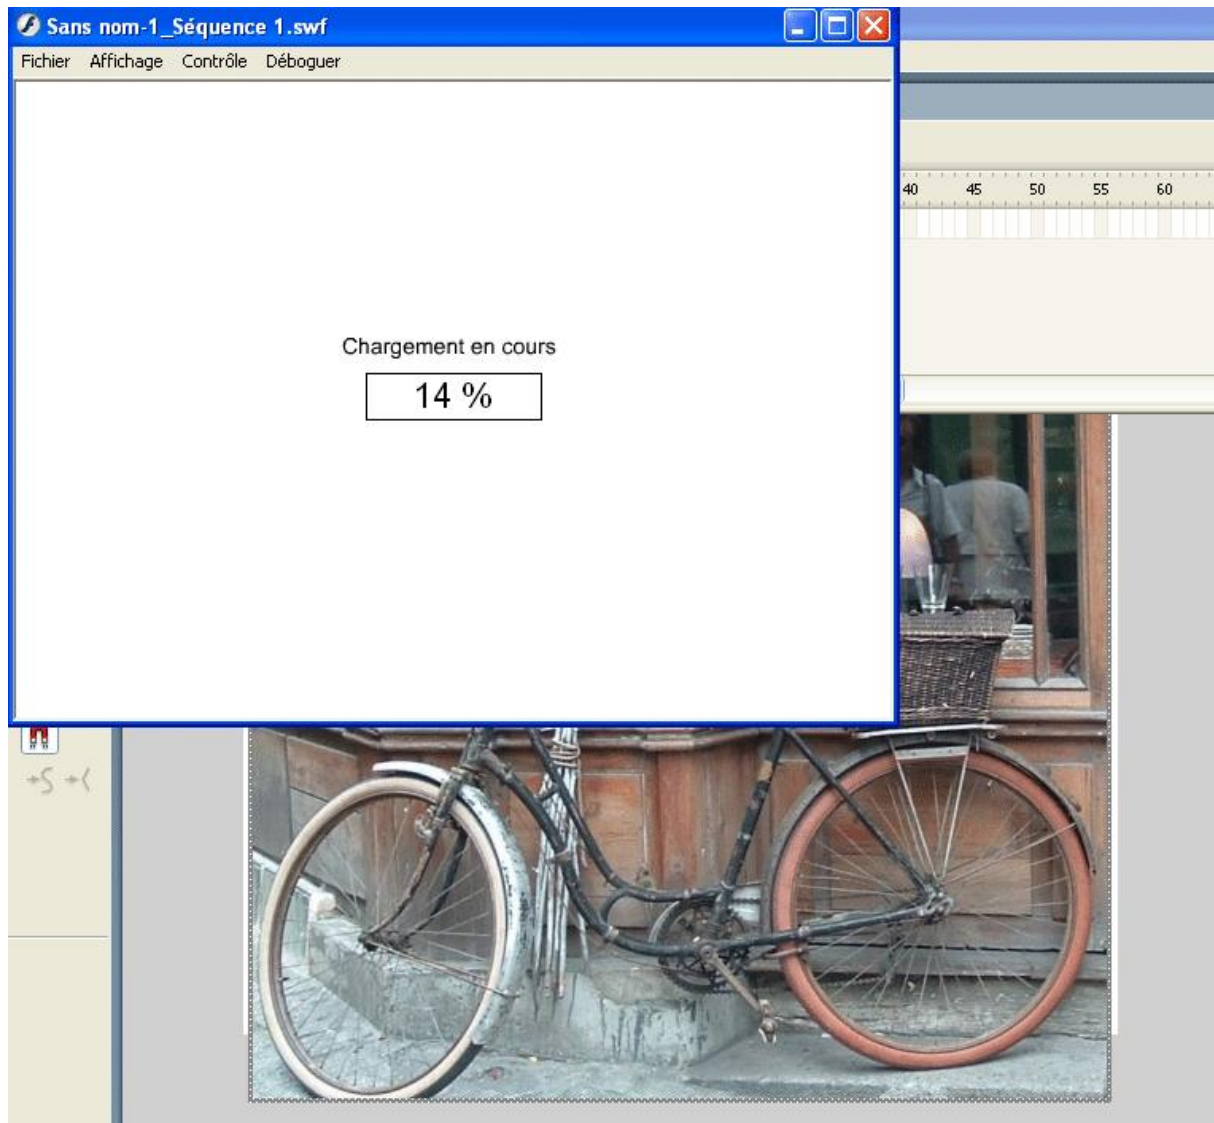 Sans nom-1_Séquence 1.swf
Fichier Affichage Contrôle Déboguer
40 45 50 55 60
Chargement en cours
14 %